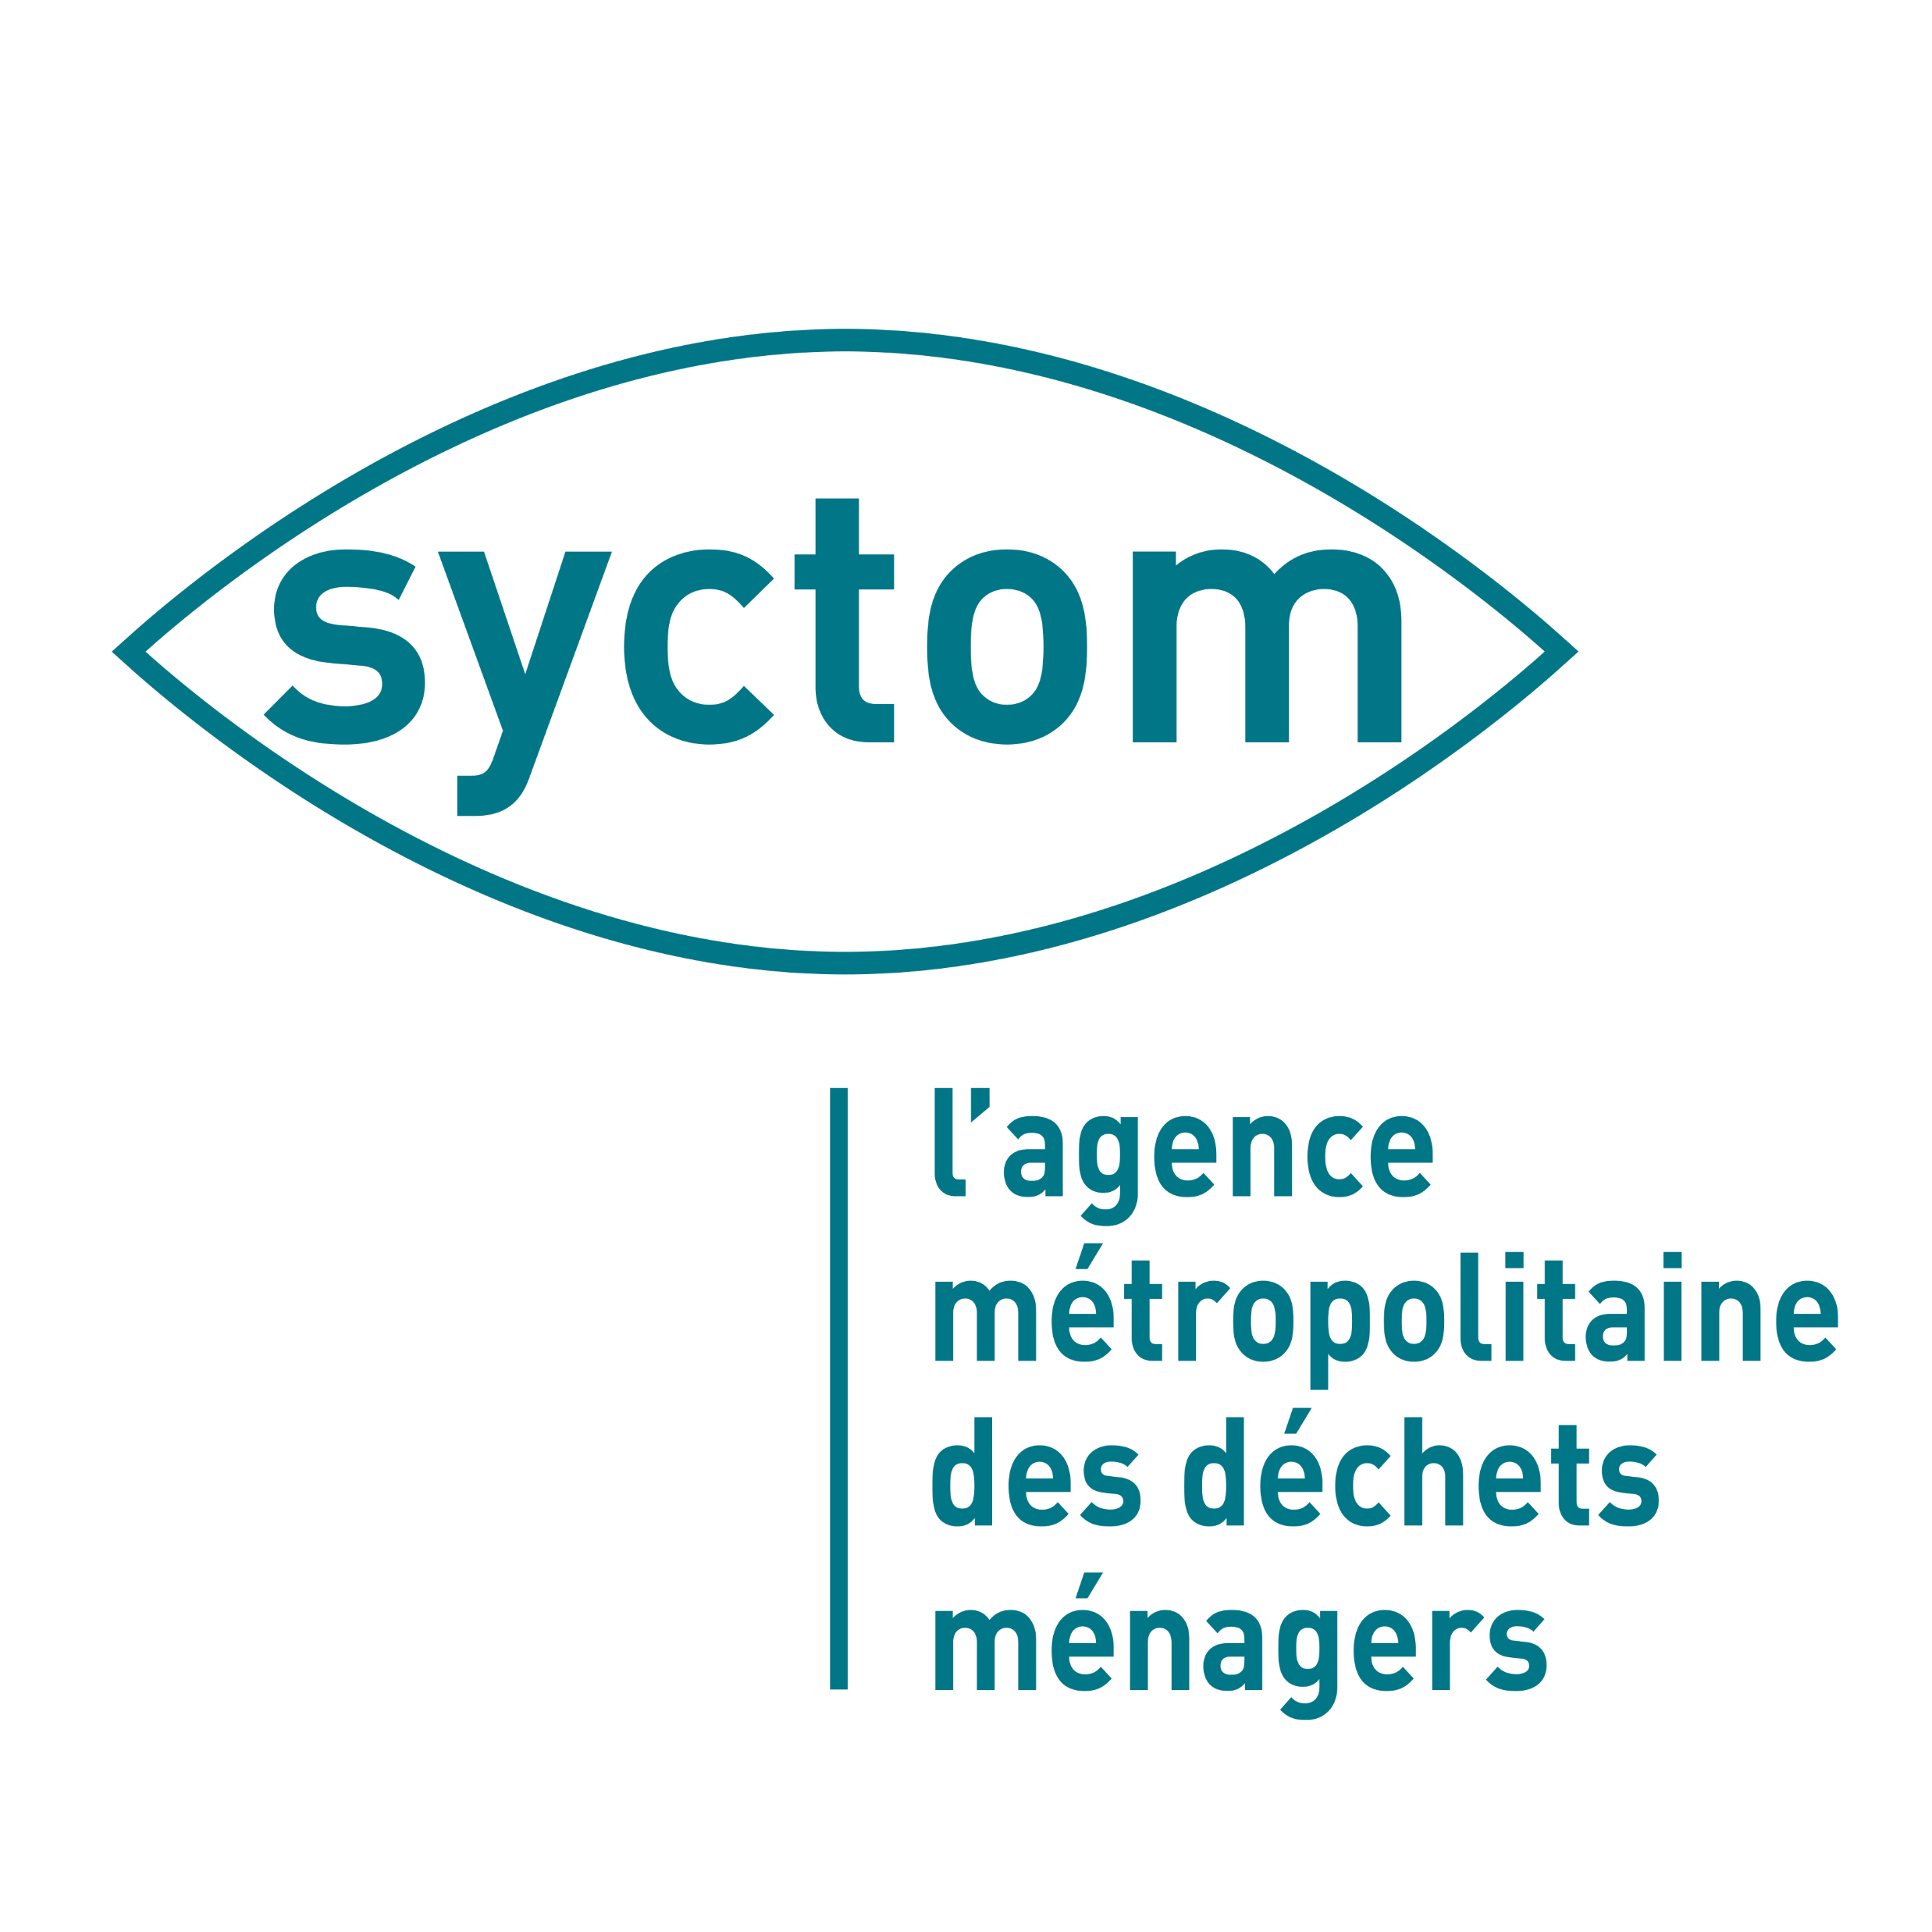 syctom
l'agence
métropolitaine
des déchets
ménagers